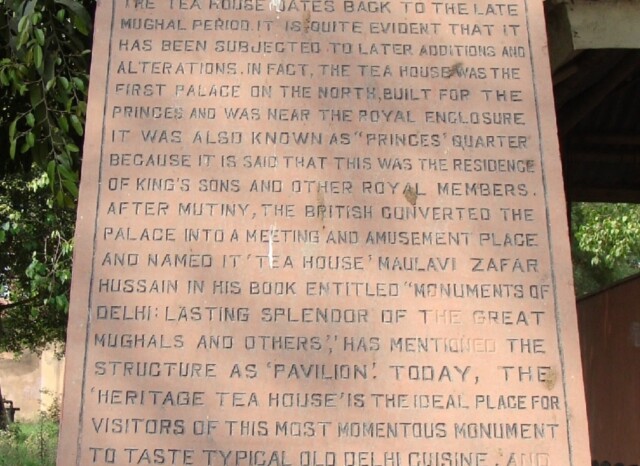 THE TEA HOUSE DATES BACK TO THE LATE
MUGHAL PERIOD. IT IS QUITE EVIDENT THAT IT
HAS BEEN SUBJECTED TO LATER ADDITIONS AND
ALTERATIONS. IN FACT, THE TEA HOUSE WAS THE
FIRST PALACE ON THE NORTH, BUILT FOR THE
PRINCES AND WAS NEAR THE ROYAL ENCLOSURE
IT WAS ALSO KNOWN AS "PRINCES' QUARTER
BECAUSE IT IS SAID THAT THIS WAS THE RESIDENCE
OF KING'S SONS AND OTHER ROYAL MEMBERS.
AFTER MUTINY, THE BRITISH CONVERTED THE
PALACE INTO A MEETING AND AMUSEMENT PLACE
AND NAMED IT 'TEA HOUSE' MAULAVI ZAFAR
HUSSAIN IN HIS BOOK ENTITLED "MONUMENTS OF
DELHI: LASTING SPLENDOR OF THE GREAT
MUGHALS AND OTHERS," HAS MENTIONED THE
STRUCTURE AS 'PAVILION'. TODAY, THE
'HERITAGE TEA HOUSE' IS THE IDEAL PLACE FOR
VISITORS OF THIS MOST MOMENTOUS MONUMENT
TO TASTE TYPICAL OLD DELHI CUISINE, AND